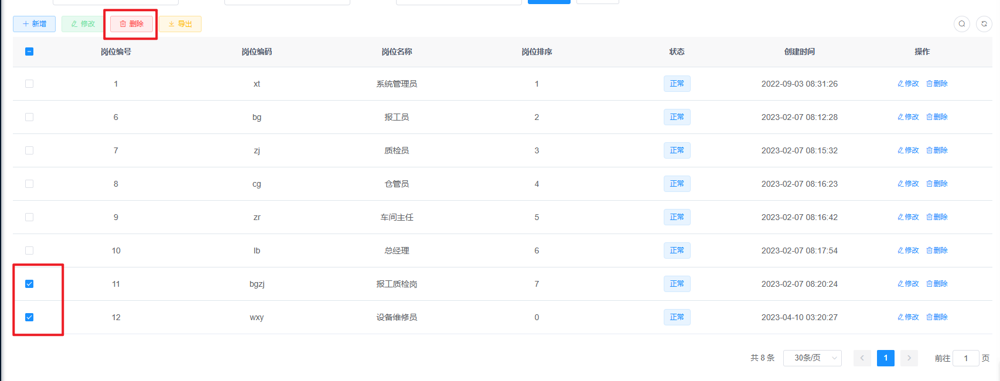 新增 修改 删除 导出
岗位编号 岗位编码 岗位名称 岗位排序 状态 创建时间 操作
1 xt 系统管理员 1 正常 2022-09-03 08:31:26 修改 删除
6 bg 报工员 2 正常 2023-02-07 08:12:28 修改 删除
7 zj 质检员 3 正常 2023-02-07 08:15:32 修改 删除
8 cg 仓管员 4 正常 2023-02-07 08:16:23 修改 删除
9 zr 车间主任 5 正常 2023-02-07 08:16:42 修改 删除
10 lb 总经理 6 正常 2023-02-07 08:17:54 修改 删除
11 bgzj 报工质检岗 7 正常 2023-02-07 08:20:24 修改 删除
12 wxy 设备维修员 0 正常 2023-04-10 03:20:27 修改 删除
共 8 条 30条/页 1 前往 1 页